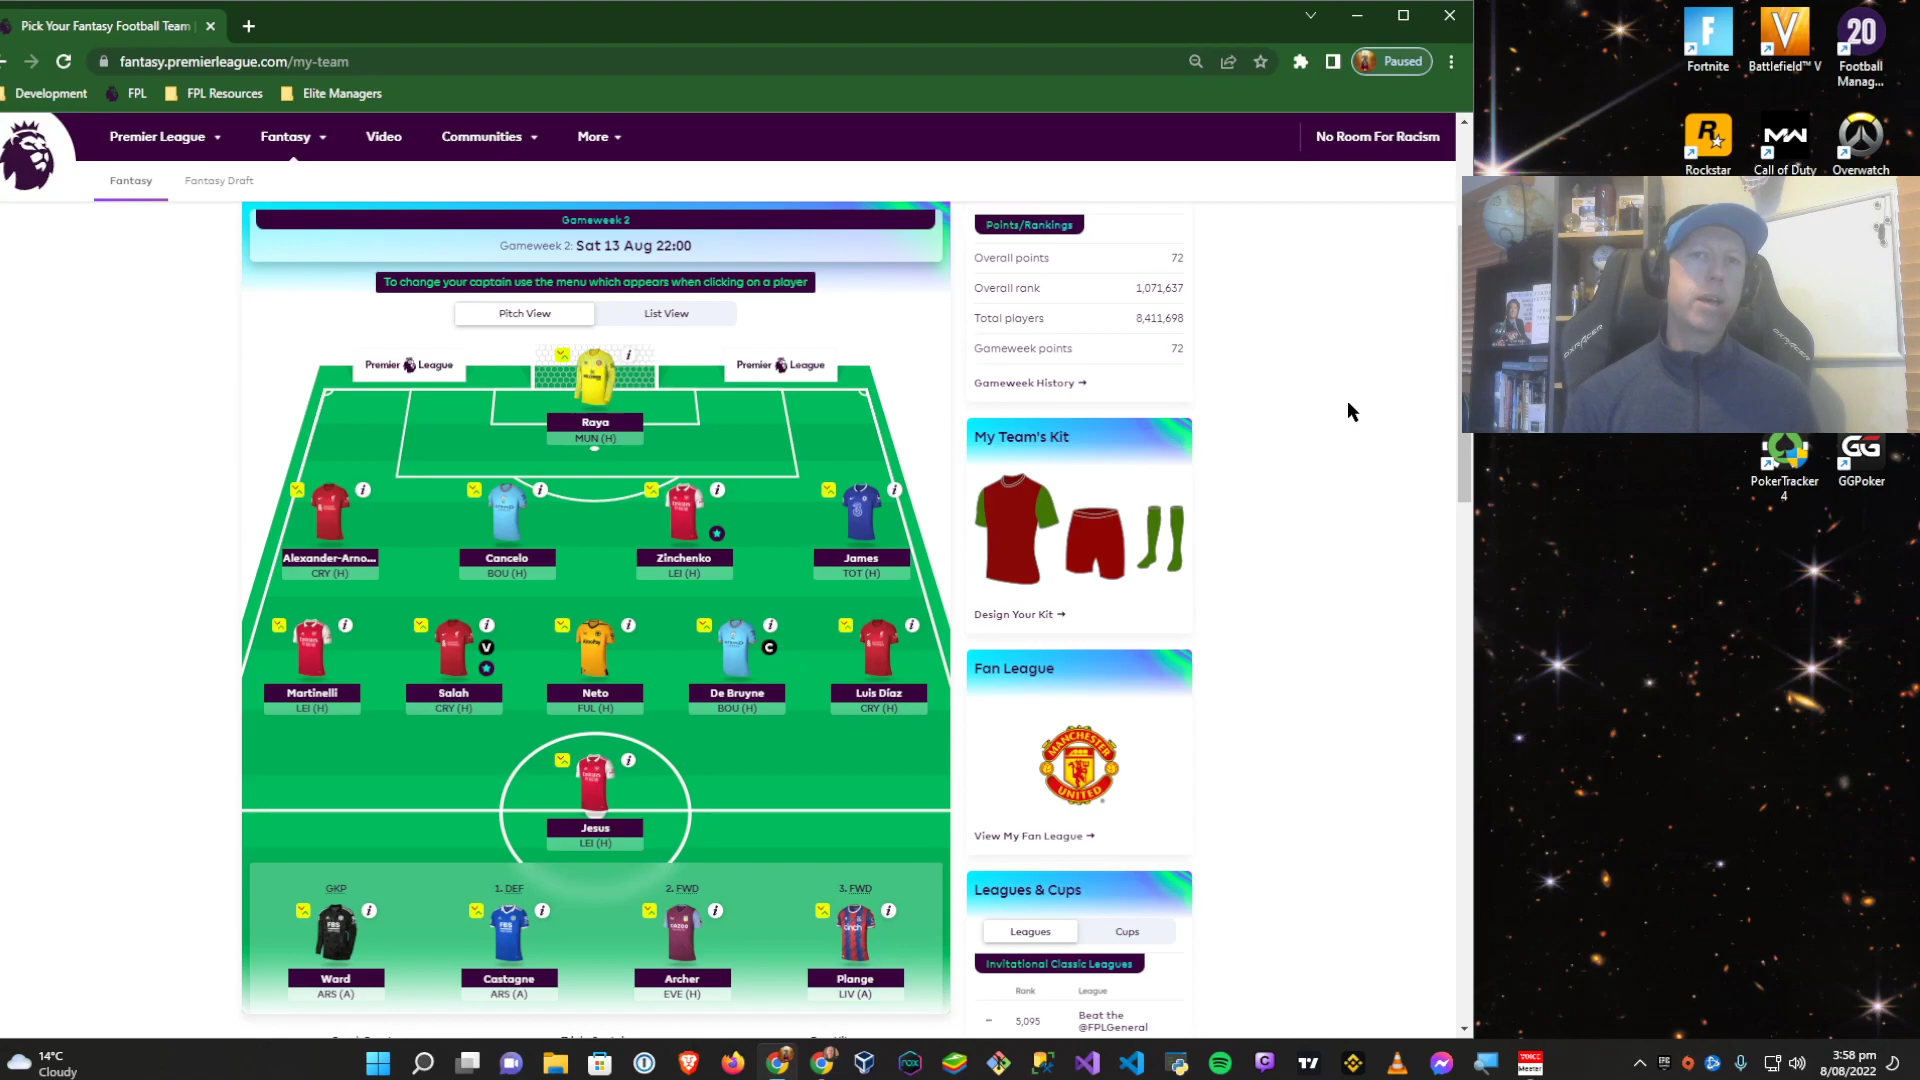 Pick Your Fantasy Football Team
fantasy.premierleague.com/my-team
Paused
Development
FPL
FPL Resources
Elite Managers
Premier League
Fantasy
Video
Communities
More
No Room For Racism
Fantasy
Fantasy Draft
Gameweek 2
Gameweek 2: Sat 13 Aug 22:00
To change your captain use the menu which appears when clicking on a player
Pitch View
List View
Premier League
Premier League
Raya
MUN (H)
Alexander-Arno...
CRY (H)
Cancelo
BOU (H)
Zinchenko
LEI (H)
James
TOT (H)
Martinelli
LEI (H)
Salah
CRY (H)
V
Neto
FUL (H)
De Bruyne
BOU (H)
C
Luis Díaz
CRY (H)
Jesus
LEI (H)
GKP
1. DEF
2. FWD
3. FWD
Ward
ARS (A)
Castagne
ARS (A)
Archer
EVE (H)
Plange
LIV (A)
Points/Rankings
Overall points 72
Overall rank 1,071,637
Total players 8,411,698
Gameweek points 72
Gameweek History
My Team's Kit
Design Your Kit
Fan League
MANCHESTER
UNITED
View My Fan League
Leagues & Cups
Leagues
Cups
Invitational Classic Leagues
Rank League
5,095 Beat the
@FPLGeneral
Fortnite
Battlefield™ V
20
Football
Manag...
Rockstar
Call of Duty
Overwatch
DXRACER
PokerTracker
4
GGPoker
14°C
Cloudy
3:58 pm
8/08/2022